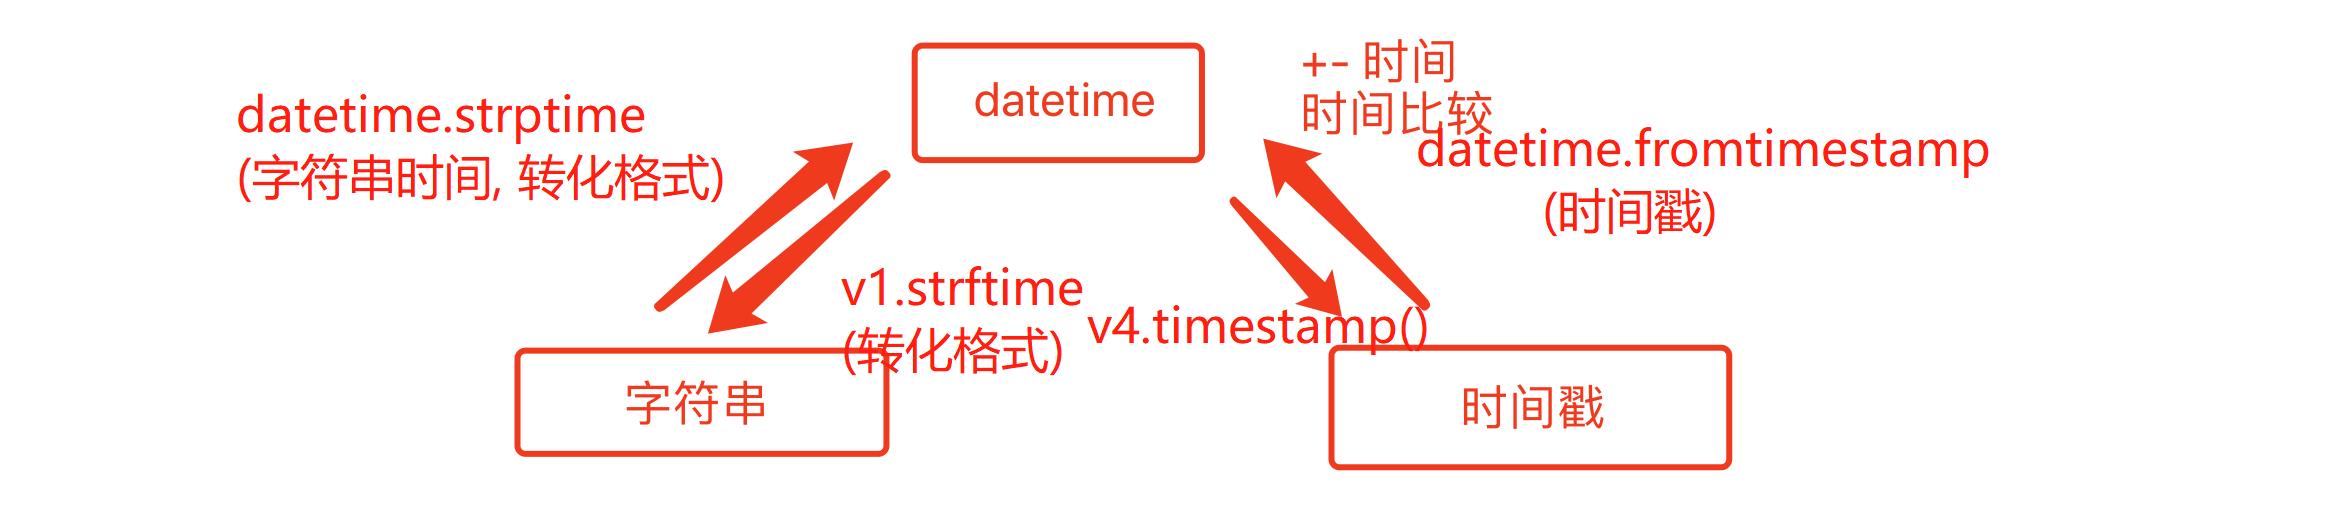 datetime
+- 时间
时间比较
datetime.strptime
(字符串时间, 转化格式)
datetime.fromtimestamp
(时间戳)
v1.strftime
(转化格式)
v4.timestamp()
字符串
时间戳